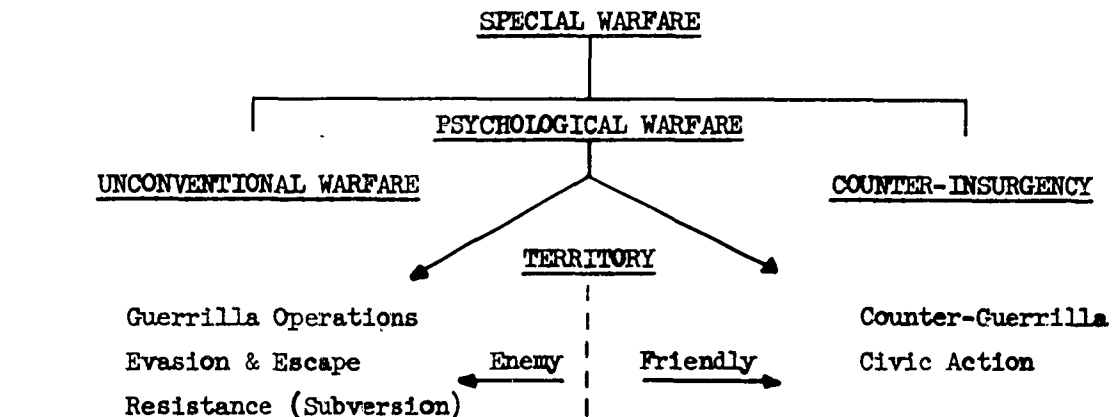 SPECIAL WARFARE
PSYCHOLOGICAL WARFARE
UNCONVENTIONAL WARFARE
COUNTER-INSURGENCY
TERRITORY
Guerrilla Operations
Counter-Guerrilla
Evasion & Escape
Enemy
Friendly
Civic Action
Resistance (Subversion)